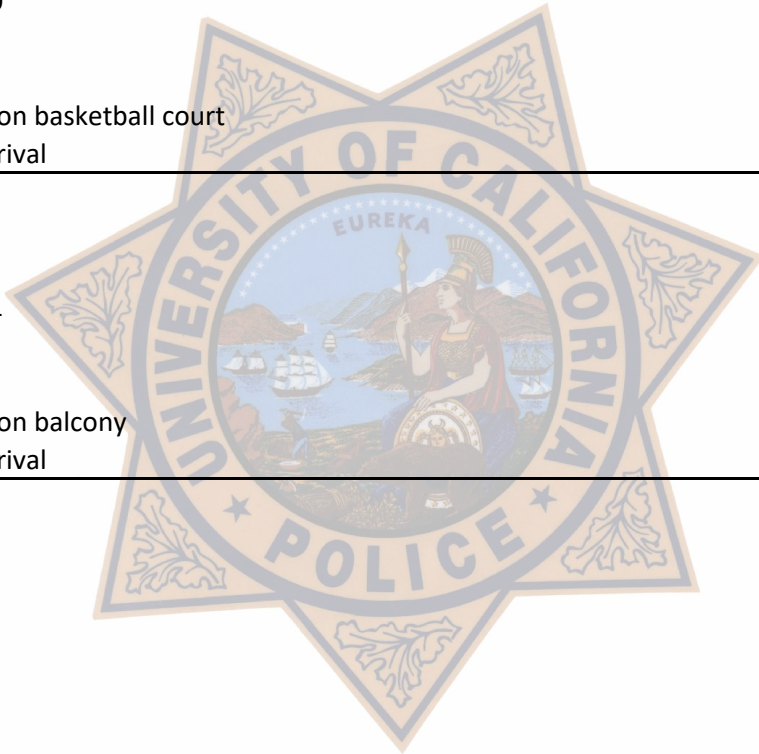 on basketball court
rival
UNIVERSITY OF CALIFORNIA
EUREKA
on balcony
rival
POLICE